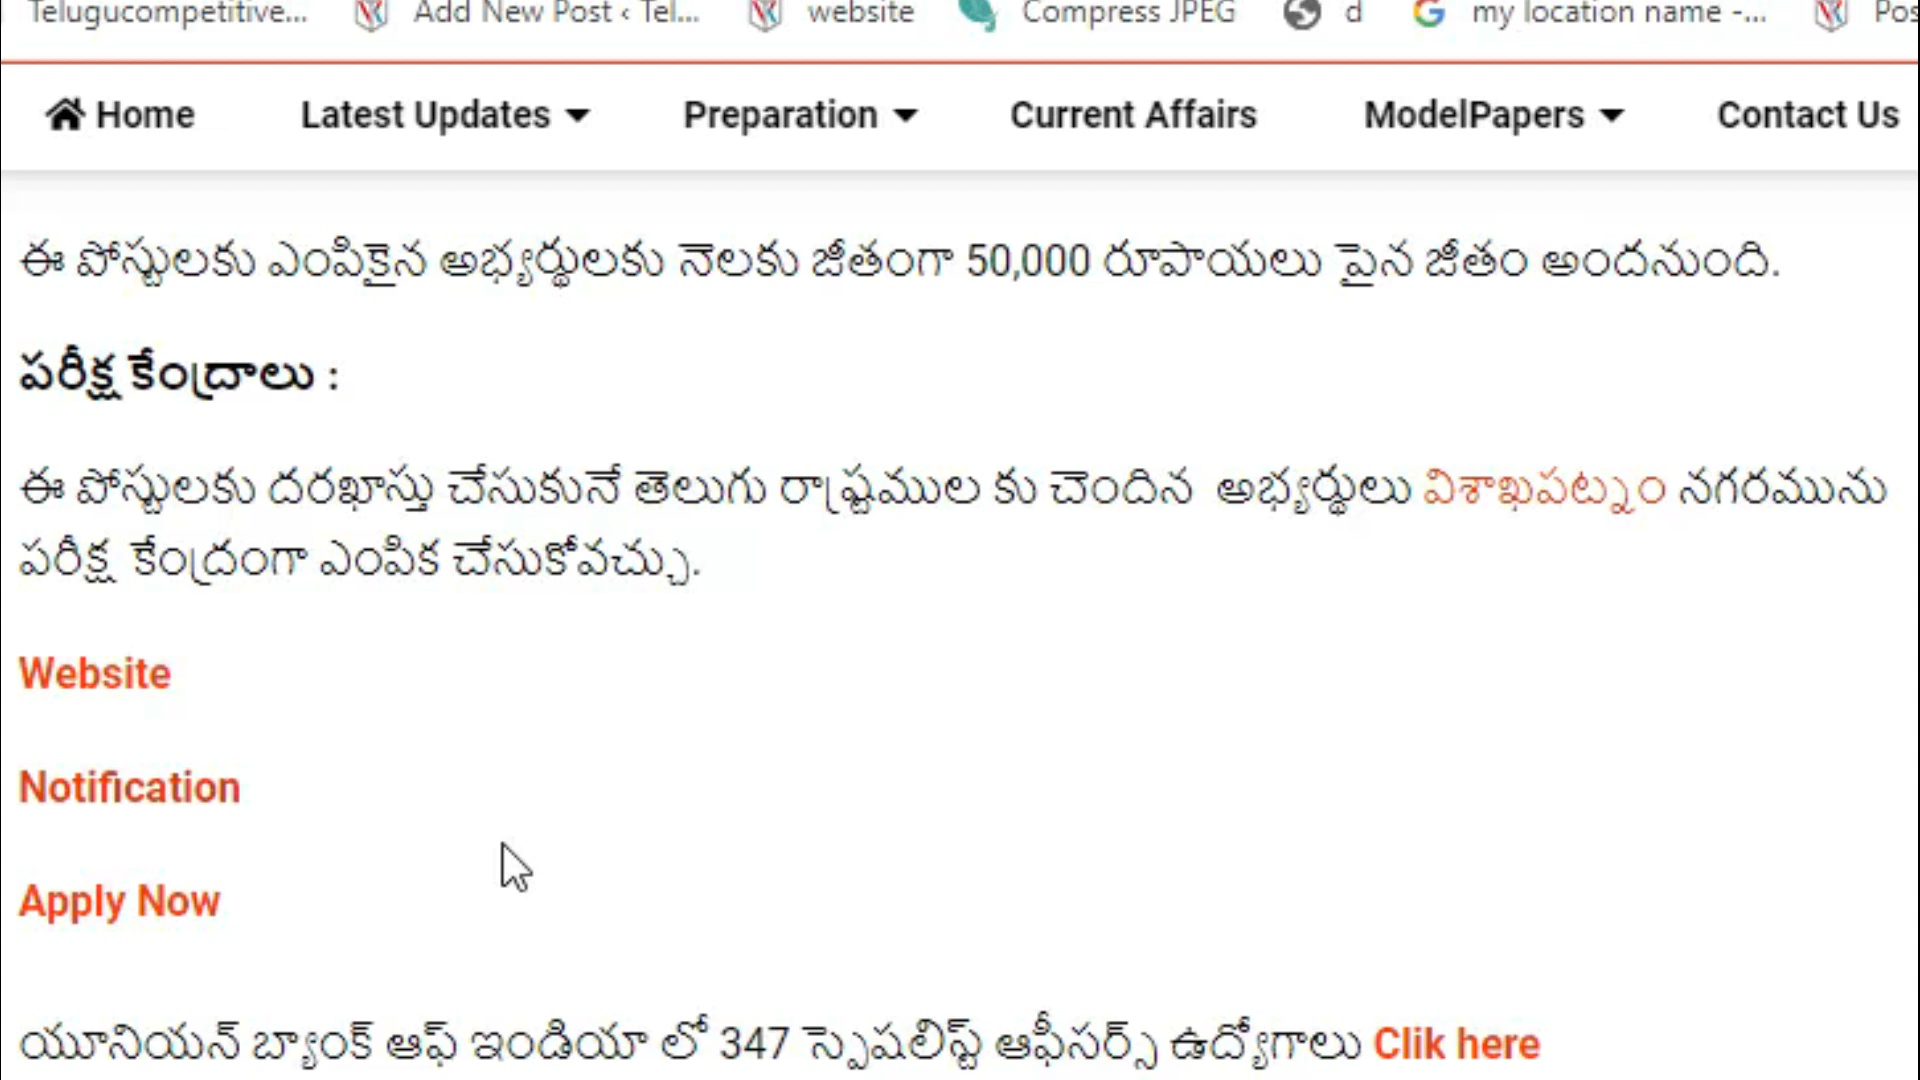 Telugucompetitive... Add New Post ‹ Tel... website Compress JPEG d my location name -... Pos
Home Latest Updates Preparation Current Affairs ModelPapers Contact Us
ఈ పోస్టులకు ఎంపికైన అభ్యర్థులకు నెలకు జీతంగా 50,000 రూపాయలు పైన జీతం అందనుంది.
పరీక్ష కేంద్రాలు :
ఈ పోస్టులకు దరఖాస్తు చేసుకునే తెలుగు రాష్ట్రముల కు చెందిన అభ్యర్థులు విశాఖపట్నం నగరమును
పరీక్ష కేంద్రంగా ఎంపిక చేసుకోవచ్చు.
Website
Notification
Apply Now
యూనియన్ బ్యాంక్ ఆఫ్ ఇండియా లో 347 స్పెషలిస్ట్ ఆఫీసర్స్ ఉద్యోగాలు Clik here